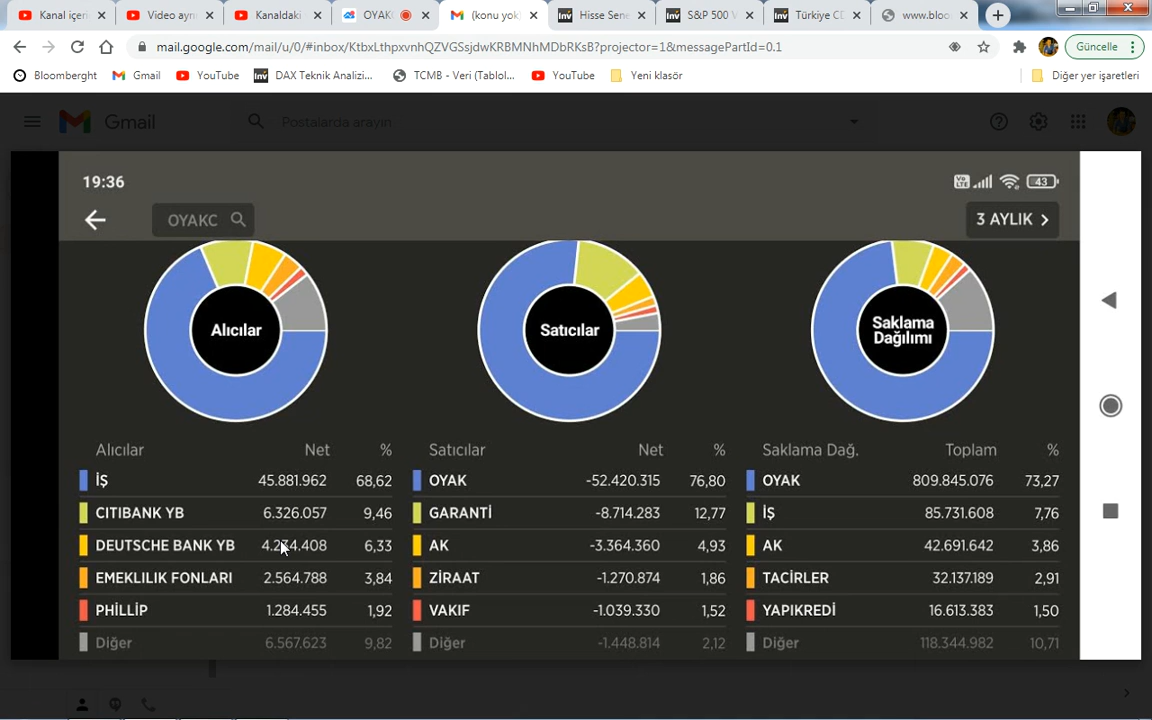 Kanal içeri
Video ayrı
Kanaldaki
OYAK
(konu yok)
Hisse Sene
S&P 500 V
Türkiye CD
www.bloo
mail.google.com/mail/u/0/#inbox/KtbxLthpxvnhQZVGSsjdwKRBMNhMDbRKsB?projector=1&messagePartId=0.1
Güncelle
Bloomberght
Gmail
YouTube
DAX Teknik Analizi...
TCMB - Veri (Tablol...
YouTube
Yeni klasör
Diğer yer işaretleri
Gmail
Postalarda arayın
19:36
43
OYAKC
3 AYLIK
Alıcılar
Satıcılar
Saklama
Dağılımı
Alıcılar Net %
İŞ 45.881.962 68,62
CITIBANK YB 6.326.057 9,46
DEUTSCHE BANK YB 6,33
EMEKLILIK FONLARI 2.564.788 3,84
PHİLLİP 1.284.455 1,92
Diğer 6.567.623 9,82
Satıcılar Net %
OYAK -52.420.315 76,80
GARANTİ -8.714.283 12,77
AK -3.364.360 4,93
ZİRAAT -1.270.874 1,86
VAKIF -1.039.330 1,52
Diğer -1.448.814 2,12
Saklama Dağ. Toplam %
OYAK 809.845.076 73,27
İŞ 85.731.608 7,76
AK 42.691.642 3,86
TACİRLER 32.137.189 2,91
YAPIKREDİ 16.613.383 1,50
Diğer 118.344.982 10,71